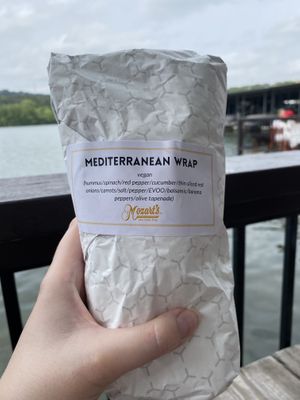 MEDITERRANEAN WRAP
vegan
(hummus/spinach/red pepper/cucumber/thin sliced red
onions/carrots/salt/pepper/EVOO/balsamic/banana
peppers/olive tapenade)
Mozart's